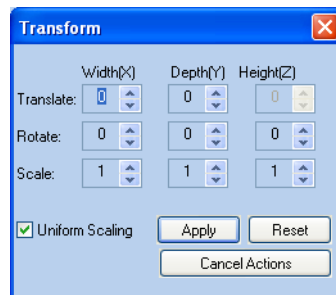 Transform
Width(X) Depth(Y) Height(Z)
Translate: 0 0 0
Rotate: 0 0 0
Scale: 1 1 1
Uniform Scaling Apply Reset
Cancel Actions